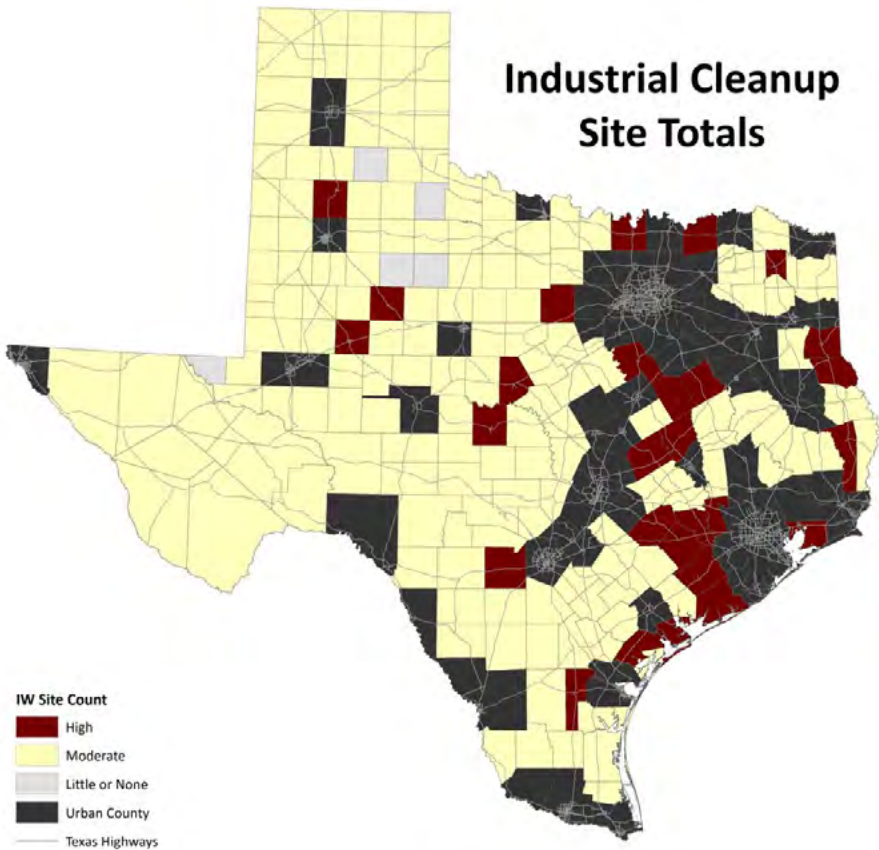 Industrial Cleanup
Site Totals
IW Site Count
High
Moderate
Little or None
Urban County
Texas Highways